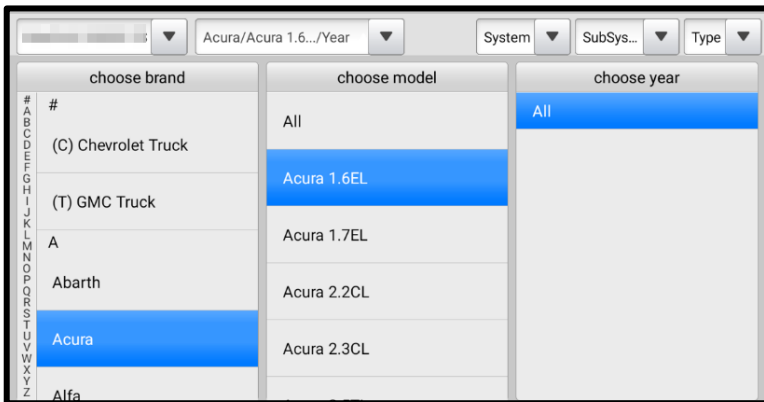 Acura/Acura 1.6.../Year
System
SubSys...
Type
choose brand
choose model
choose year
#
A
B
C
D
E
F
G
H
I
J
K
L
M
N
O
P
Q
R
S
T
U
V
W
X
Y
Z
#
(C) Chevrolet Truck
(T) GMC Truck
A
Abarth
Acura
Alfa
All
Acura 1.6EL
Acura 1.7EL
Acura 2.2CL
Acura 2.3CL
All